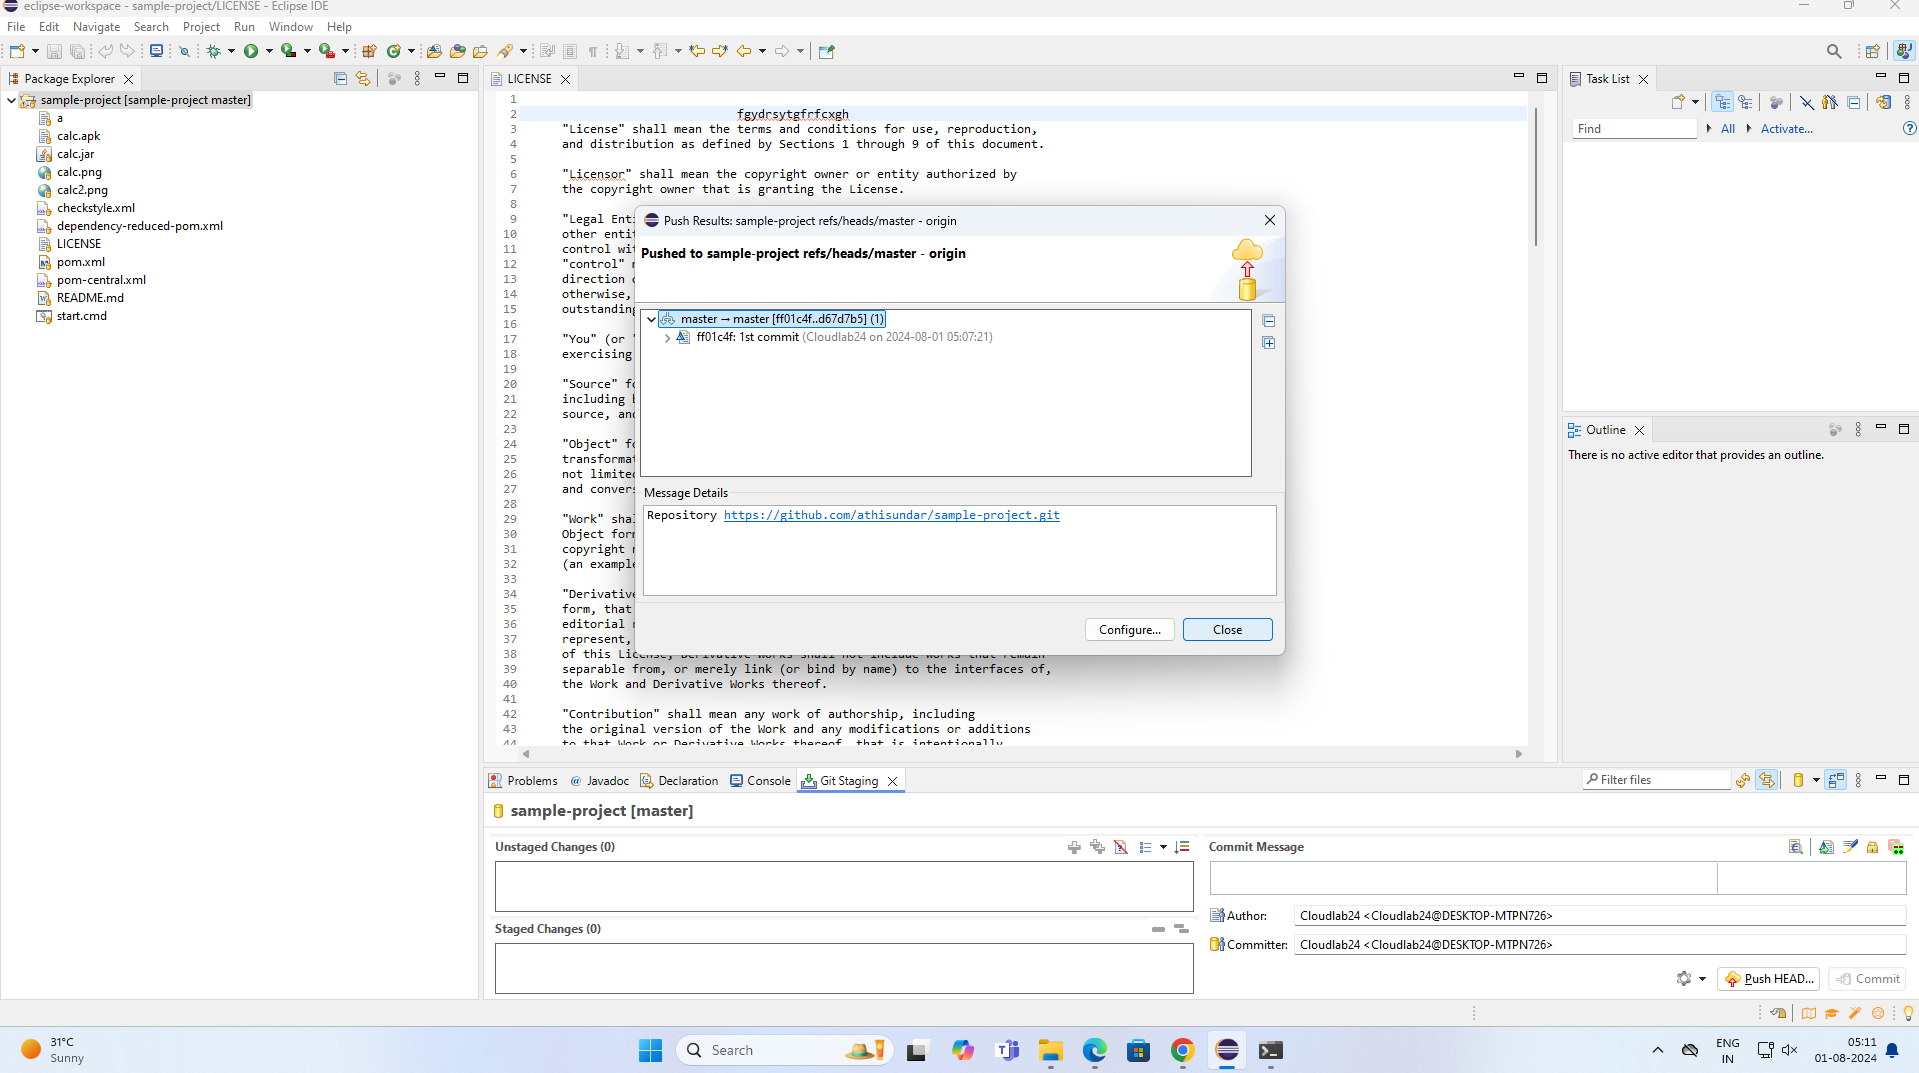 eclipse-workspace - sample-project/LICENSE - Eclipse IDE
File Edit Navigate Search Project Run Window Help
Package Explorer
sample-project [sample-project master]
a
calc.apk
calc.jar
calc.png
calc2.png
checkstyle.xml
dependency-reduced-pom.xml
LICENSE
pom.xml
pom-central.xml
README.md
start.cmd
LICENSE
1
2 fgydrsytgfrfcxgh
3 "License" shall mean the terms and conditions for use, reproduction,
4 and distribution as defined by Sections 1 through 9 of this document.
5
6 "Licensor" shall mean the copyright owner or entity authorized by
7 the copyright owner that is granting the License.
8
9 "Legal Enti
10 other entit
11 control wit
12 "control" m
13 direction o
14 otherwise,
15 outstanding
16
17 "You" (or "
18 exercising
19
20 "Source" fo
21 including b
22 source, and
23
24 "Object" fo
25 transformat
26 not limited
27 and convers
28
29 "Work" shal
30 Object form
31 copyright n
32 (an example
33
34 "Derivative
35 form, that
36 editorial r
37 represent,
38 of this License, Derivative Works shall not include works that remain
39 separable from, or merely link (or bind by name) to the interfaces of,
40 the Work and Derivative Works thereof.
41
42 "Contribution" shall mean any work of authorship, including
43 the original version of the Work and any modifications or additions
44 to that Work or Derivative Works thereof, that is intentionally
Push Results: sample-project refs/heads/master - origin
Pushed to sample-project refs/heads/master - origin
master → master [ff01c4f..d67d7b5] (1)
ff01c4f: 1st commit (Cloudlab24 on 2024-08-01 05:07:21)
Message Details
Repository https://github.com/athisundar/sample-project.git
Configure... Close
Task List
Find All Activate...
Outline
There is no active editor that provides an outline.
Problems @ Javadoc Declaration Console Git Staging
Filter files
sample-project [master]
Unstaged Changes (0)
Staged Changes (0)
Commit Message
Author: Cloudlab24 <Cloudlab24@DESKTOP-MTPN726>
Committer: Cloudlab24 <Cloudlab24@DESKTOP-MTPN726>
Push HEAD... Commit
31°C
Sunny
Search
ENG
IN
05:11
01-08-2024